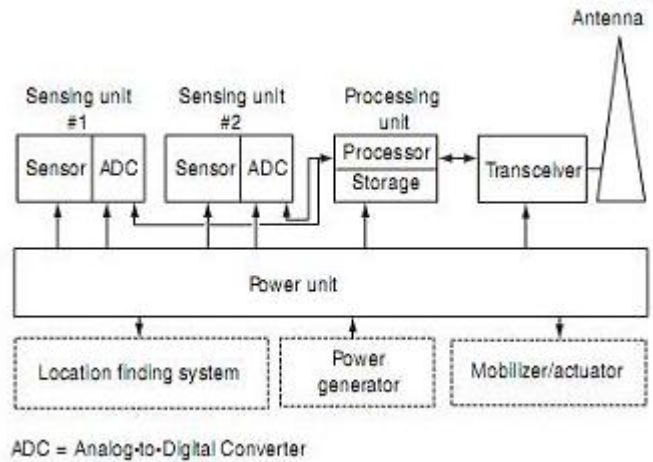 Antenna
Sensing unit
#1
Sensing unit
#2
Processing
unit
Sensor
ADC
Sensor
ADC
Processor
Storage
Transceiver
Power unit
Location finding system
Power
generator
Mobilizer/actuator
ADC = Analog-to-Digital Converter